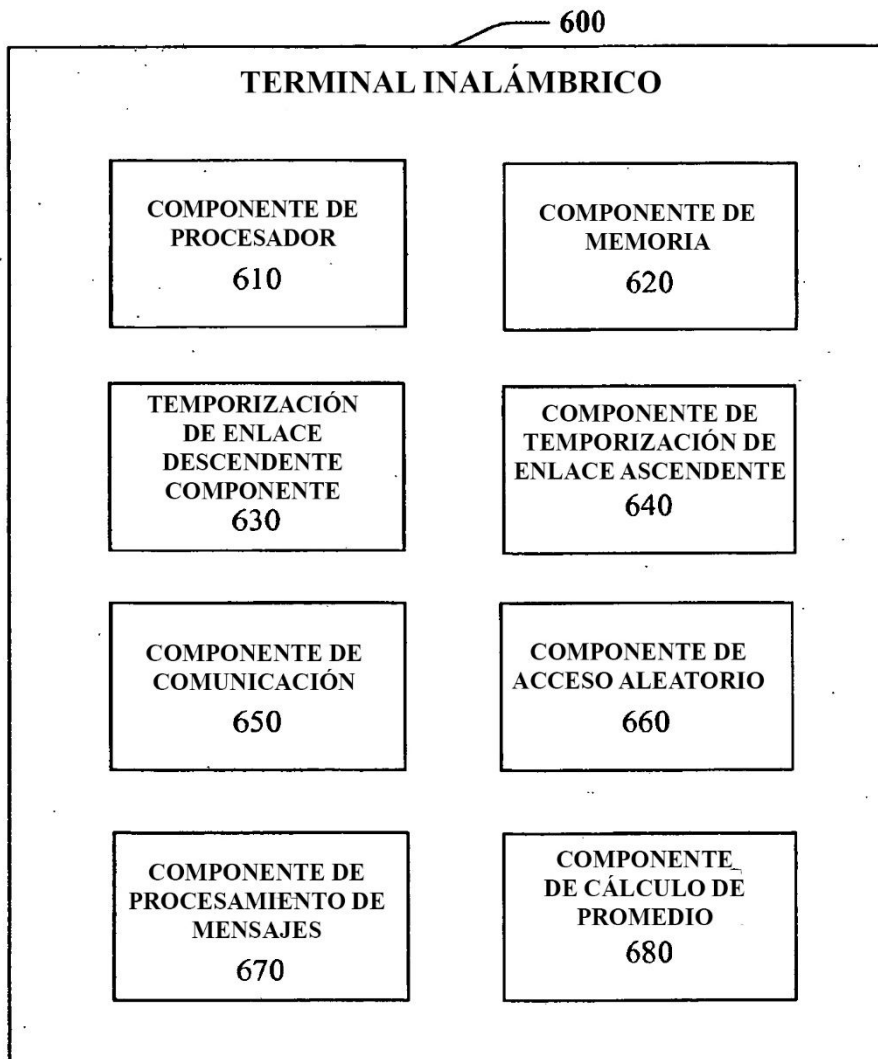 600
TERMINAL INALÁMBRICO
COMPONENTE DE
PROCESADOR
610
COMPONENTE DE
MEMORIA
620
TEMPORIZACIÓN
DE ENLACE
DESCENDENTE
COMPONENTE
630
COMPONENTE DE
TEMPORIZACIÓN DE
ENLACE ASCENDENTE
640
COMPONENTE DE
COMUNICACIÓN
650
COMPONENTE DE
ACCESO ALEATORIO
660
COMPONENTE DE
PROCESAMIENTO DE
MENSAJES
670
COMPONENTE
DE CÁLCULO DE
PROMEDIO
680